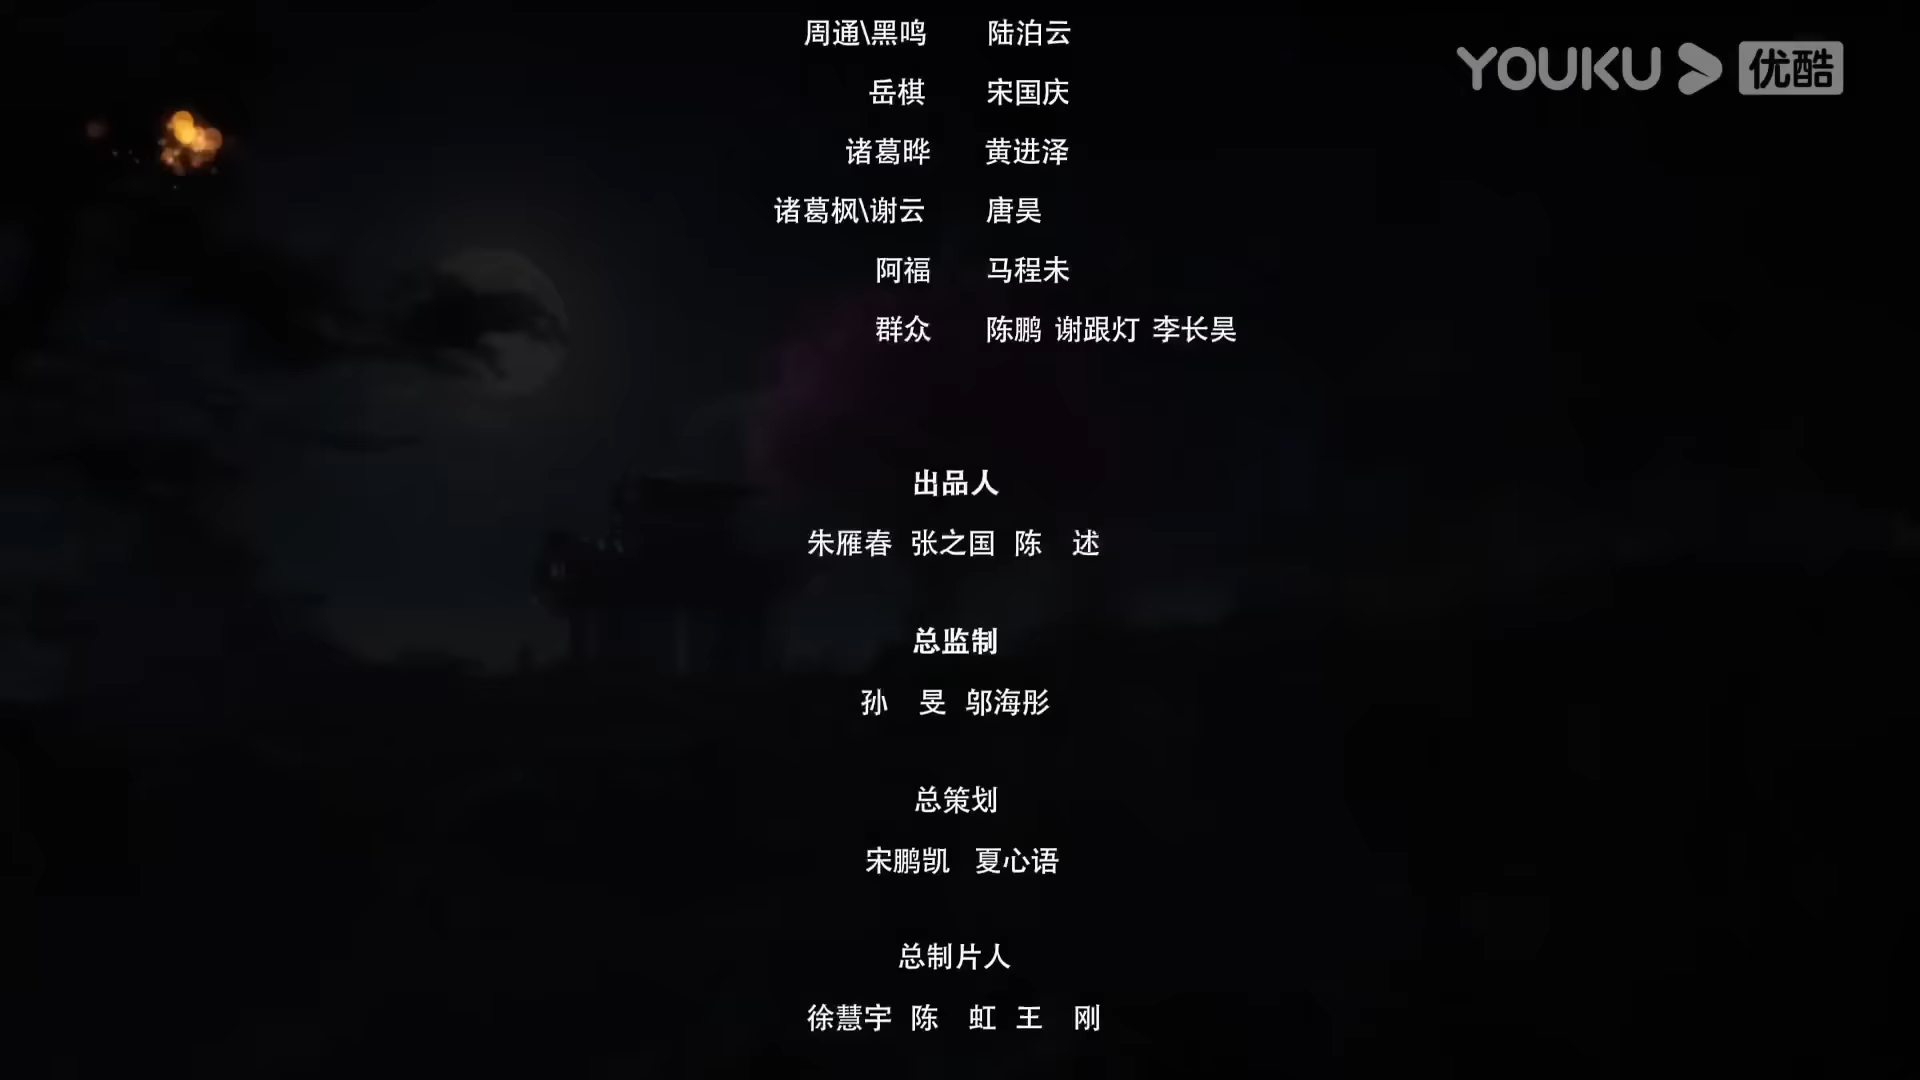 周通\黑鸣 陆泊云
YOUKU 优酷
岳棋 宋国庆
诸葛晔 黄进泽
诸葛枫\谢云 唐昊
阿福 马程未
群众 陈鹏 谢跟灯 李长昊
出品人
朱雁春 张之国 陈 述
总监制
孙 旻 邬海彤
总策划
宋鹏凯 夏心语
总制片人
徐慧宇 陈 虹 王 刚